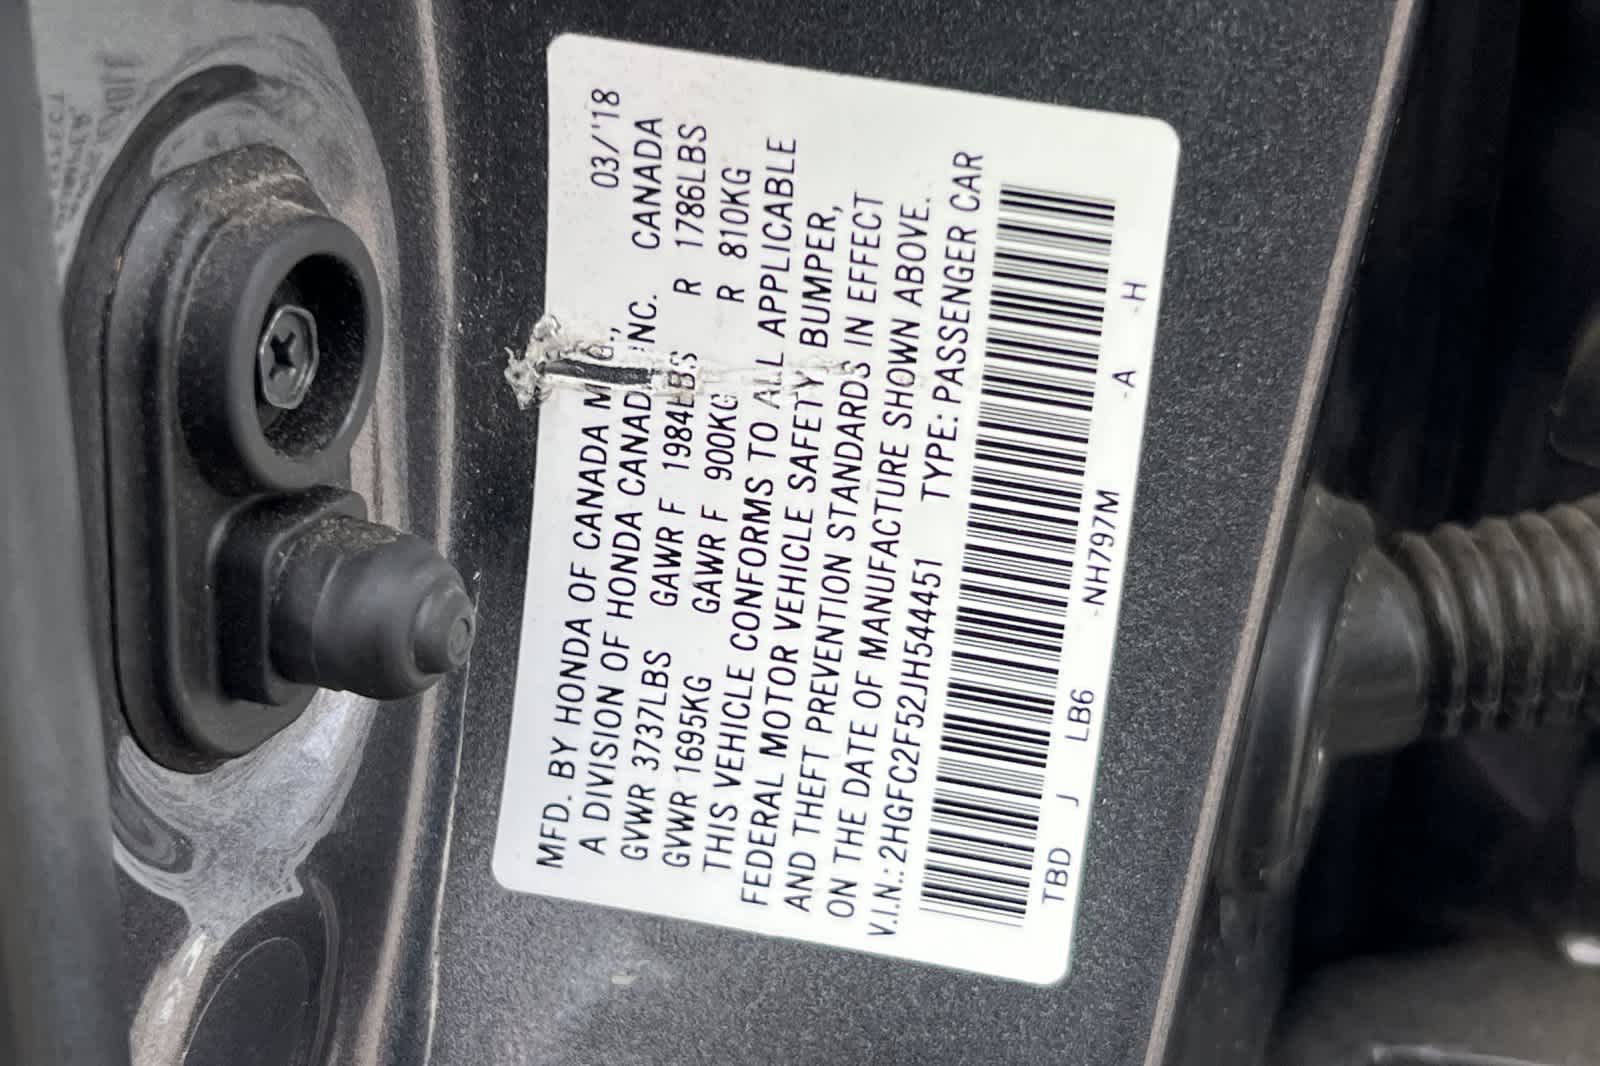 MFD. BY HONDA OF CANADA 03/'18
A DIVISION OF HONDA CANADA INC. CANADA
GVWR 3737LBS GAWR F 1984LBS R 1786LBS
GVWR 1695KG GAWR F 900KG R 810KG
THIS VEHICLE CONFORMS TO ALL APPLICABLE
FEDERAL MOTOR VEHICLE SAFETY BUMPER,
AND THEFT PREVENTION STANDARDS IN EFFECT
ON THE DATE OF MANUFACTURE SHOWN ABOVE.
V.I.N.:2HGFC2F52JH544451 TYPE: PASSENGER CAR
TBD J LB6 -NH797M -A -H